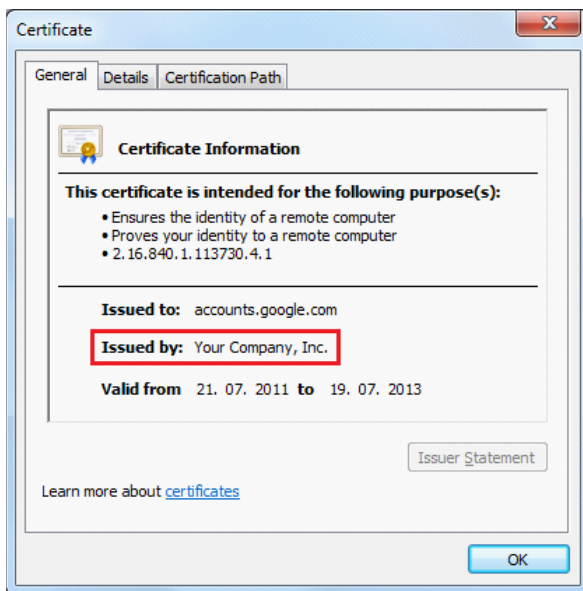 Certificate
General Details Certification Path
Certificate Information
This certificate is intended for the following purpose(s):
• Ensures the identity of a remote computer
• Proves your identity to a remote computer
• 2.16.840.1.113730.4.1
Issued to: accounts.google.com
Issued by: Your Company, Inc.
Valid from 21. 07. 2011 to 19. 07. 2013
Issuer Statement
Learn more about certificates
OK